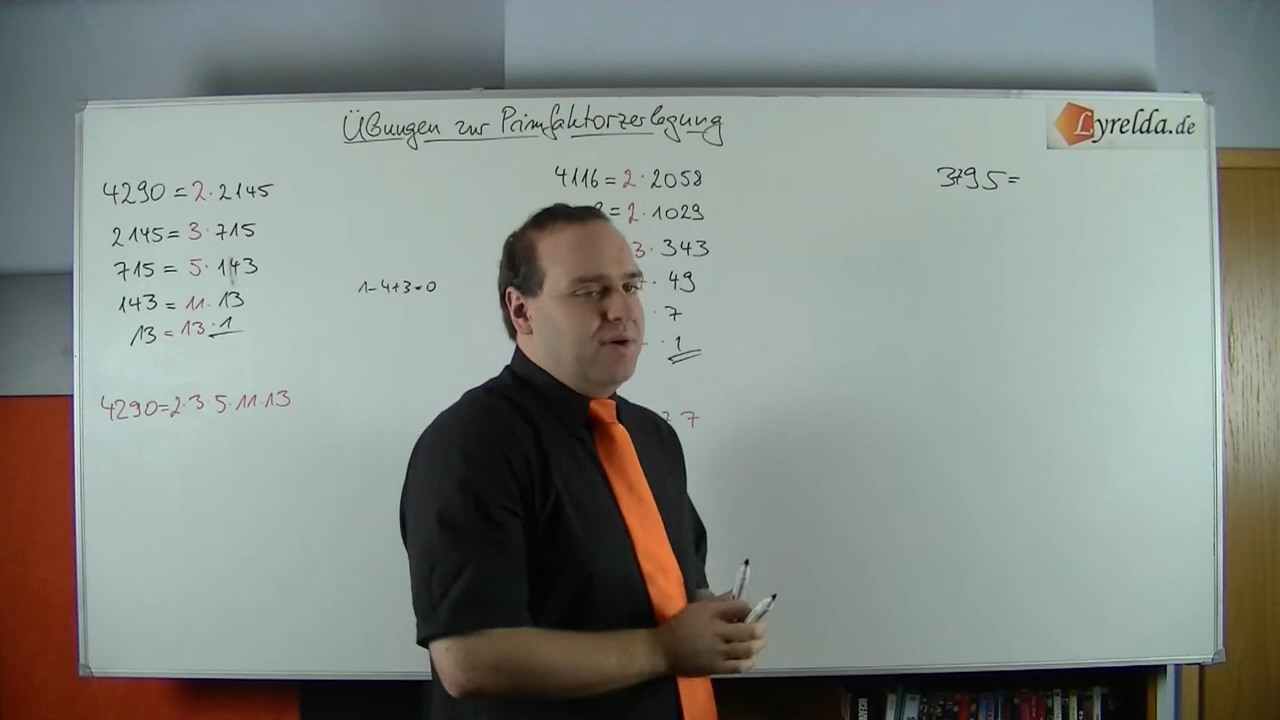 Übungen zur Primfaktorzerlegung
Lyrelda.de
4290 = 2 · 2145
2145 = 3 · 715
715 = 5 · 143
143 = 11 · 13
13 = 13 · 1
4290 = 2 · 3 · 5 · 11 · 13
1 - 4 + 3 = 0
4116 = 2 · 2058
= 2 · 1029
3 · 343
· 49
· 7
· 1
7
3795 =